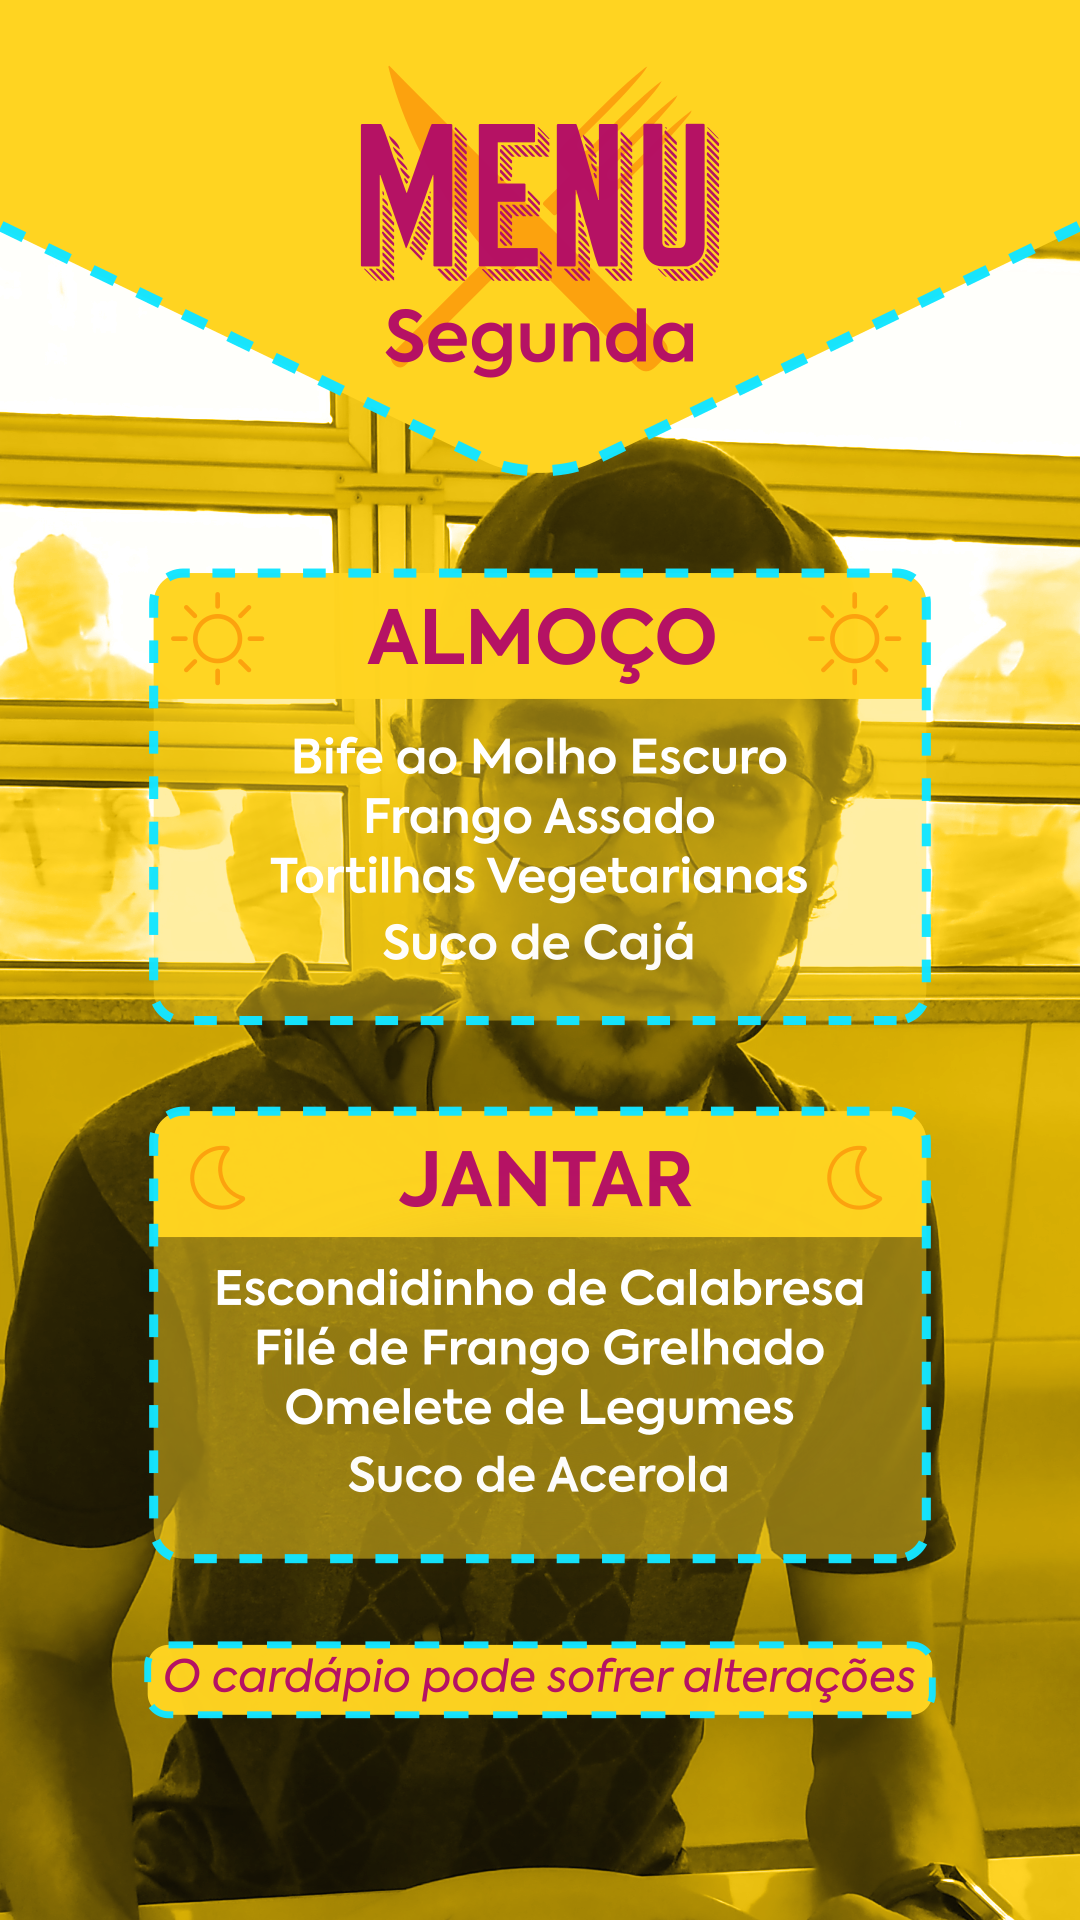 MENU
Segunda
ALMOÇO
Bife ao Molho Escuro
Frango Assado
Tortilhas Vegetarianas
Suco de Cajá
JANTAR
Escondidinho de Calabresa
Filé de Frango Grelhado
Omelete de Legumes
Suco de Acerola
O cardápio pode sofrer alterações